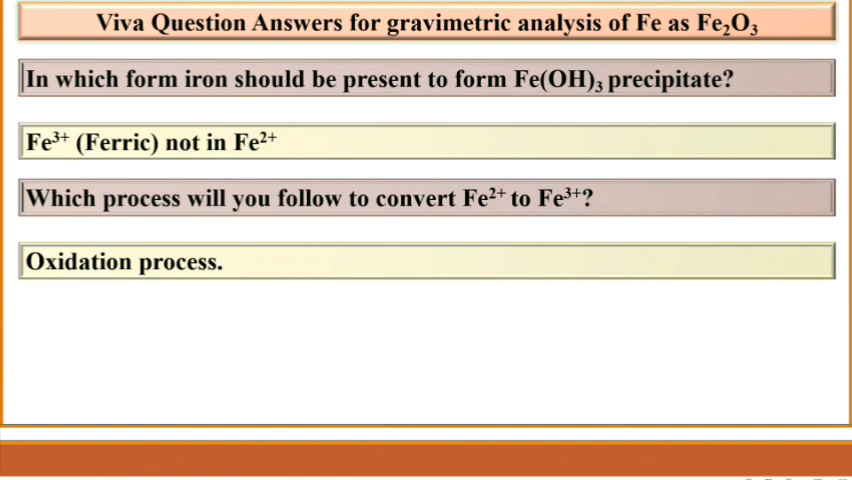 Viva Question Answers for gravimetric analysis of Fe as Fe₂O₃
In which form iron should be present to form Fe(OH)₃ precipitate?
Fe³⁺ (Ferric) not in Fe²⁺
Which process will you follow to convert Fe²⁺ to Fe³⁺?
Oxidation process.